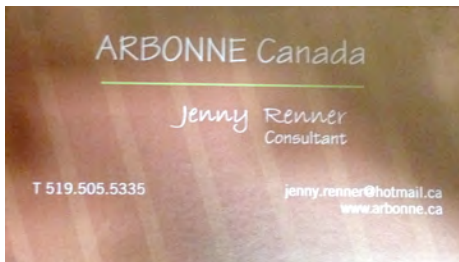 ARBONNE Canada
Jenny Renner
Consultant
T 519.505.5335
jenny.renner@hotmail.ca
www.arbonne.ca